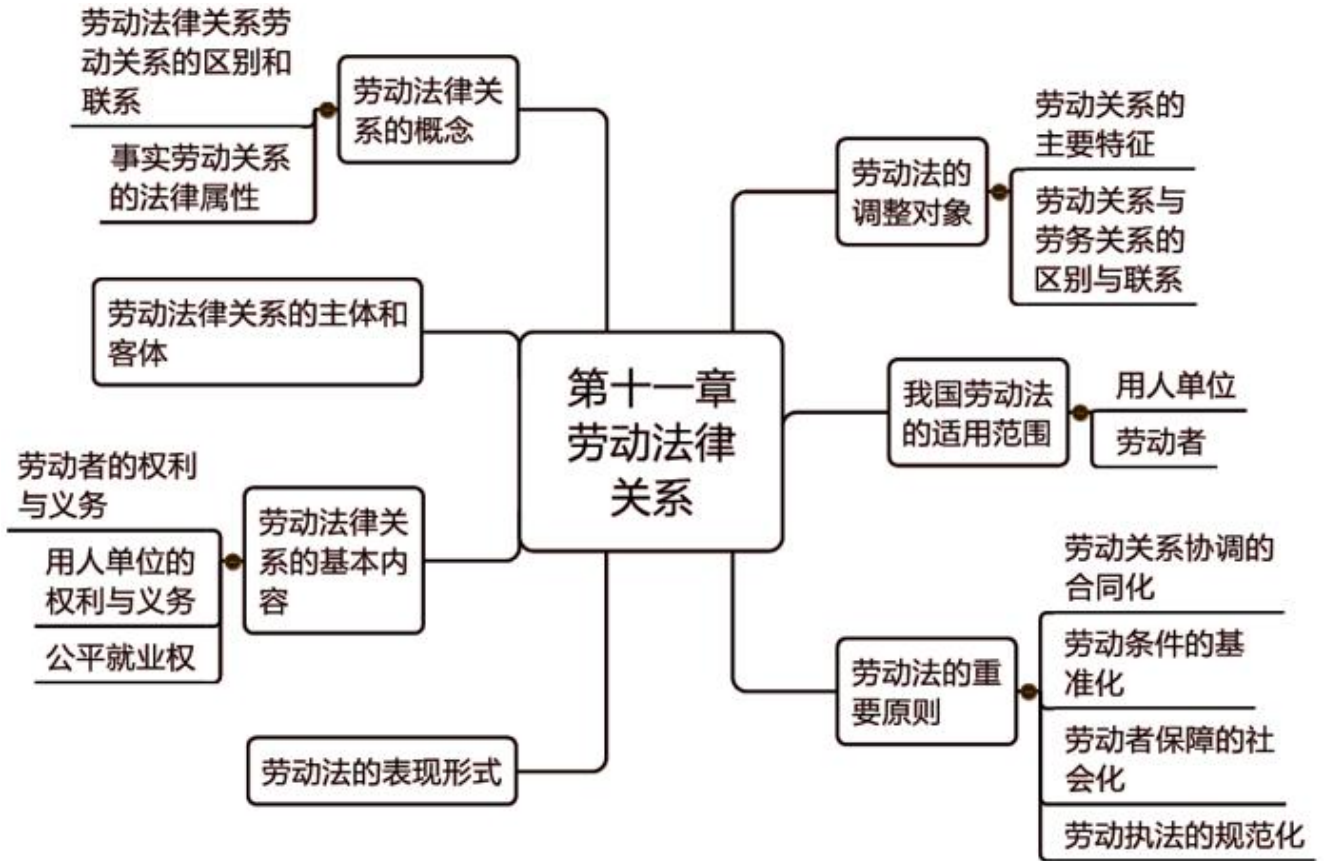 第十一章
劳动法律
关系
劳动法律关
系的概念
劳动法律关系劳
动关系的区别和
联系
事实劳动关系
的法律属性
劳动法律关系的主体和
客体
劳动法律关
系的基本内
容
劳动者的权利
与义务
用人单位的
权利与义务
公平就业权
劳动法的表现形式
劳动法的
调整对象
劳动关系的
主要特征
劳动关系与
劳务关系的
区别与联系
我国劳动法
的适用范围
用人单位
劳动者
劳动法的重
要原则
劳动关系协调的
合同化
劳动条件的基
准化
劳动者保障的社
会化
劳动执法的规范化